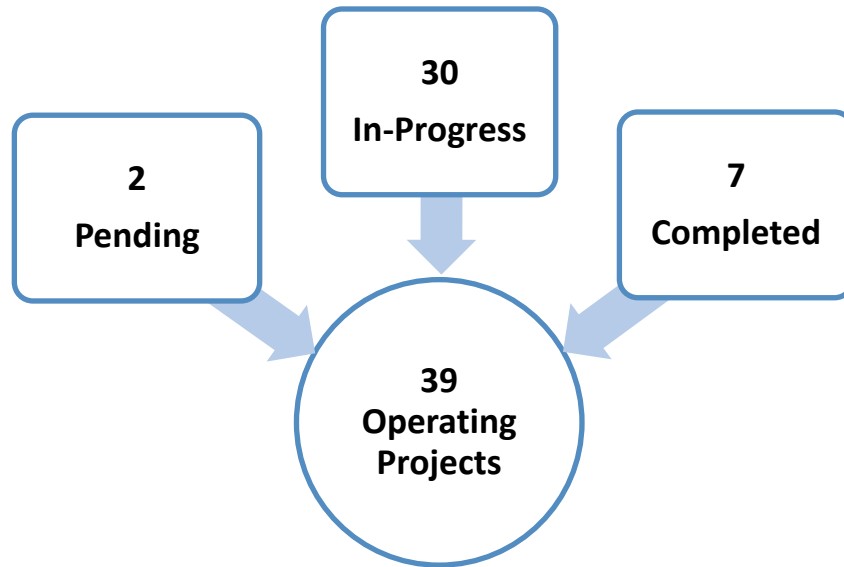 2
Pending
30
In-Progress
7
Completed
39
Operating
Projects